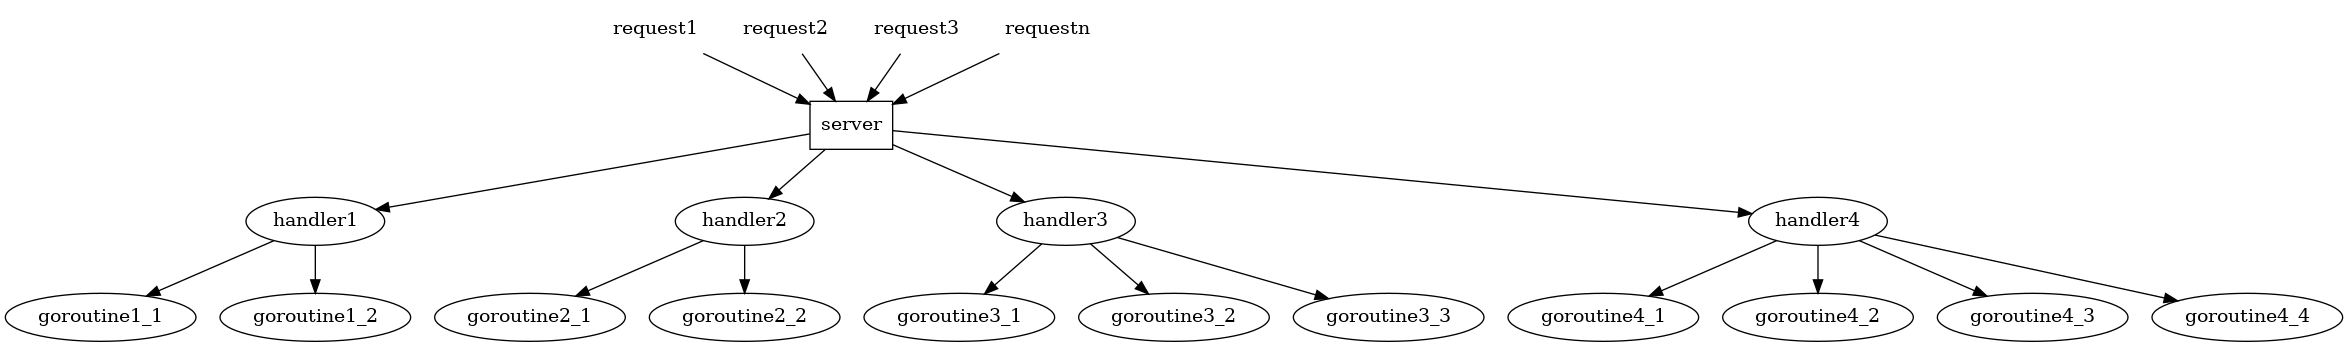 request1 request2 request3 requestn
server
handler1 handler2 handler3 handler4
goroutine1_1 goroutine1_2 goroutine2_1 goroutine2_2 goroutine3_1 goroutine3_2 goroutine3_3 goroutine4_1 goroutine4_2 goroutine4_3 goroutine4_4